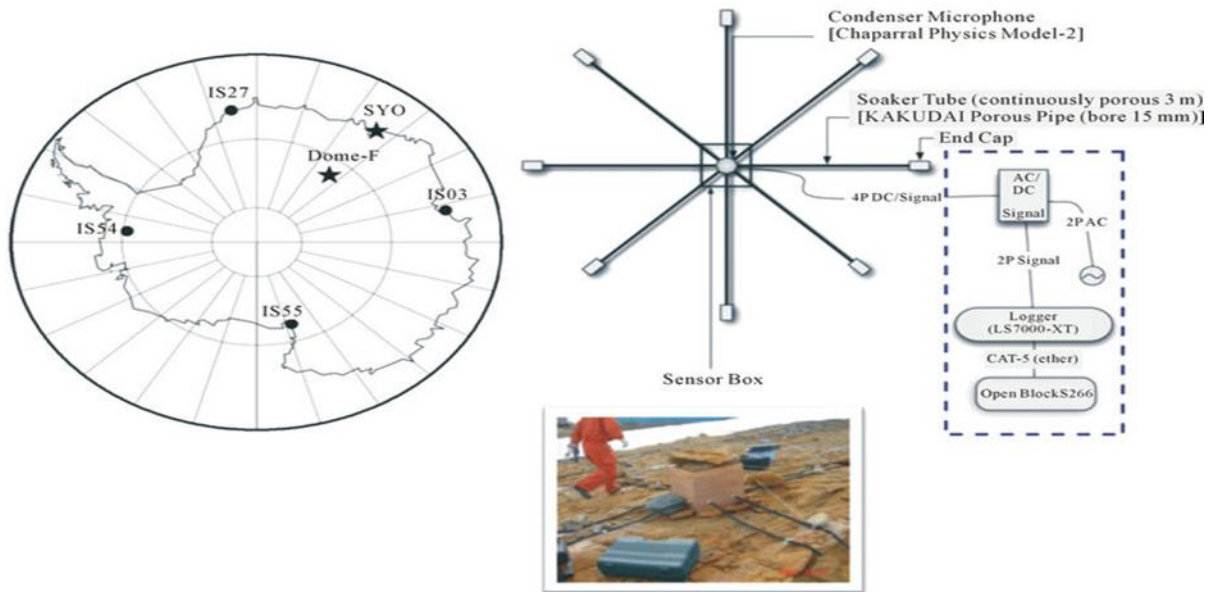 IS27
SYO
Dome-F
IS03
IS54
IS55
Condenser Microphone
[Chaparral Physics Model-2]
Soaker Tube (continuously porous 3 m)
[KAKUDAI Porous Pipe (bore 15 mm)]
End Cap
AC/
DC
Signal
4P DC/Signal
2P AC
2P Signal
Logger
(LS7000-XT)
CAT-5 (ether)
Open BlockS266
Sensor Box